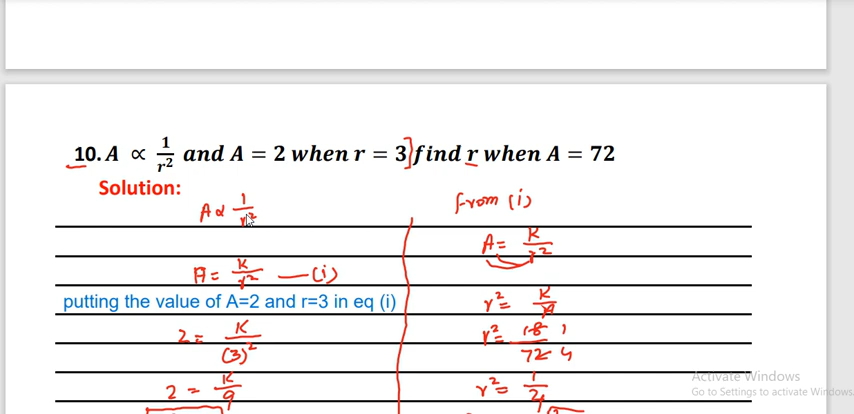 10. A ∝ 1/r² and A = 2 when r = 3] find r when A = 72
Solution:
A ∝ 1/r²
A = K/r² — (i)
putting the value of A=2 and r=3 in eq (i)
2 = K/(3)²
2 = K/9
from (i)
A = K/r²
r² = K/A
r² = 18 1/72 4
r² = 1/4
Activate Windows
Go to Settings to activate Windows.